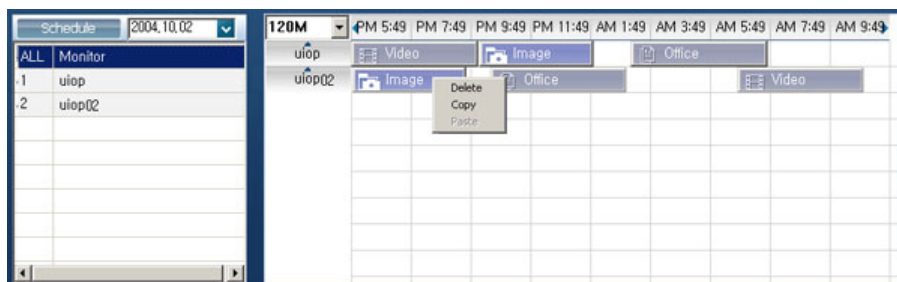 Schedule 2004.10.02
ALL Monitor
1 uiop
2 uiop02
120M PM 5:49 PM 7:49 PM 9:49 PM 11:49 AM 1:49 AM 3:49 AM 5:49 AM 7:49 AM 9:49
uiop Video Image Office
uiop02 Image Office Video
Delete
Copy
Paste